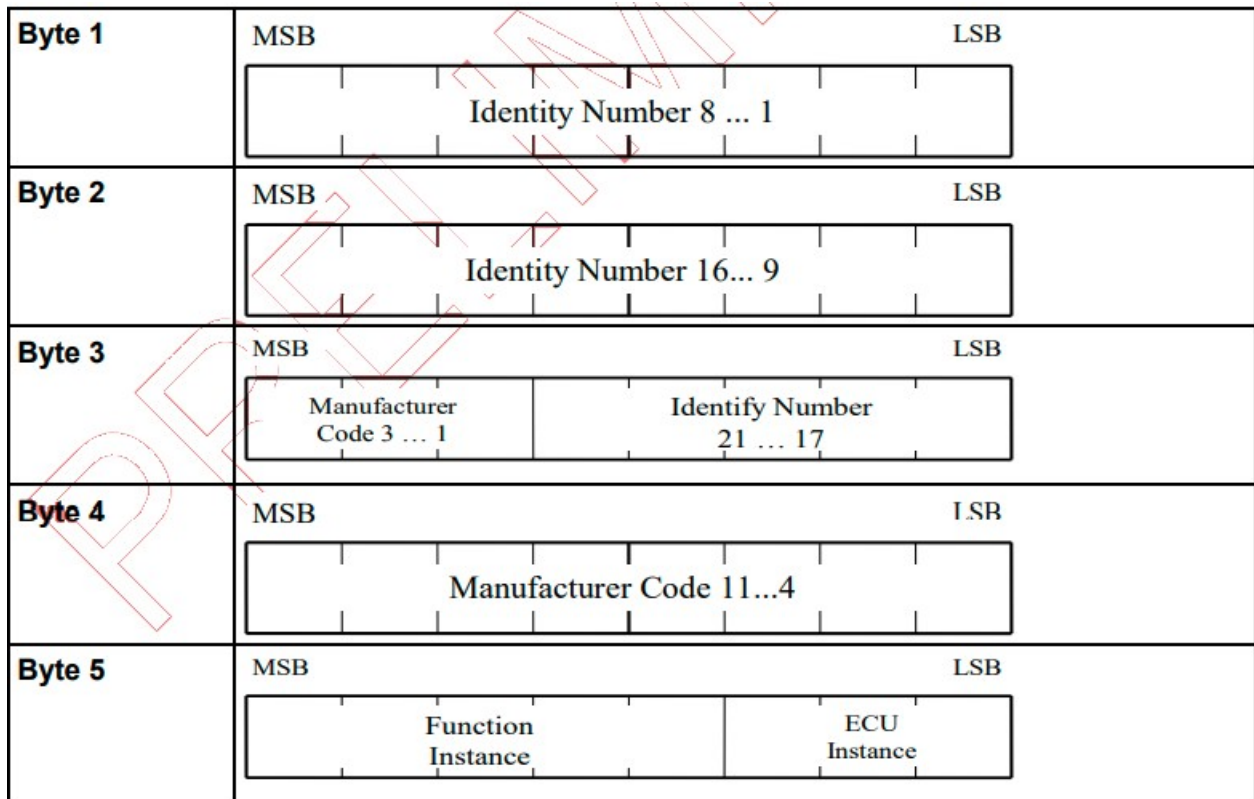 Byte 1
MSB LSB
Identity Number 8 ... 1
Byte 2
MSB LSB
Identity Number 16... 9
Byte 3
MSB LSB
Manufacturer
Code 3 ... 1
Identify Number
21 ... 17
Byte 4
MSB LSB
Manufacturer Code 11...4
Byte 5
MSB LSB
Function
Instance
ECU
Instance